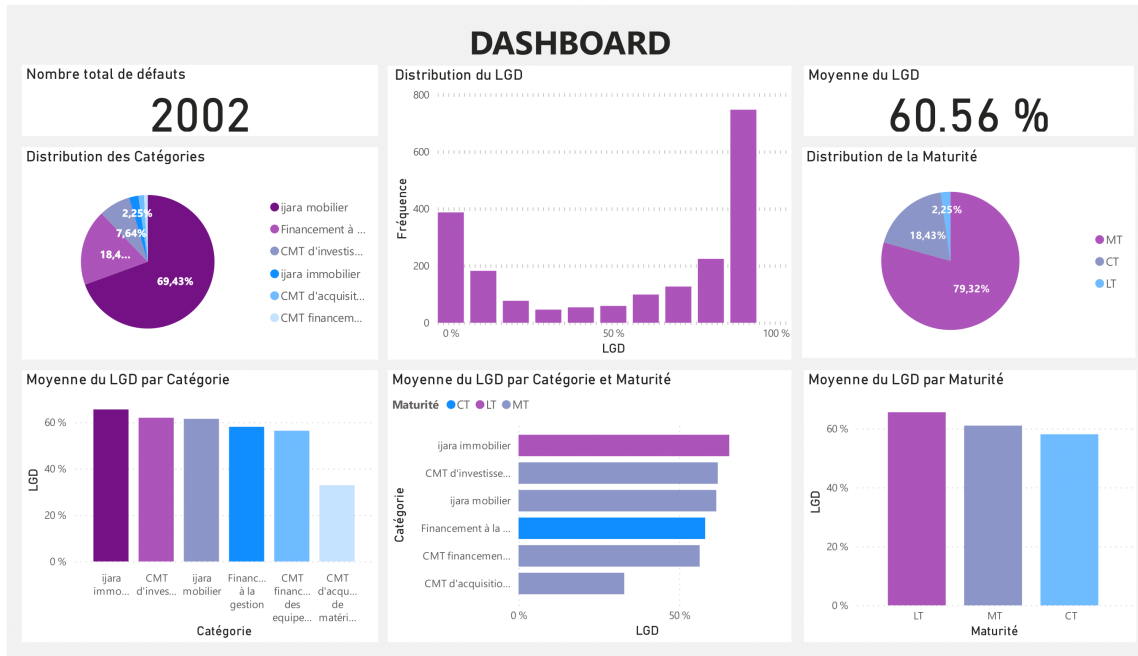 DASHBOARD
Nombre total de défauts
2002
Distribution du LGD
800
600
400
200
0
Fréquence
0 %
50 %
100 %
LGD
Moyenne du LGD
60.56 %
Distribution des Catégories
2,25%
7,64%
18,4...
69,43%
ijara mobilier
Financement à ...
CMT d'investis...
ijara immobilier
CMT d'acquisit...
CMT financem...
Distribution de la Maturité
2,25%
18,43%
79,32%
MT
CT
LT
Moyenne du LGD par Catégorie
60 %
40 %
20 %
0 %
LGD
ijara
immo...
CMT
d'inves...
ijara
mobilier
Financ...
à la
gestion
CMT
financ...
des
equipe...
CMT
d'acqu...
de
matéri...
Catégorie
Moyenne du LGD par Catégorie et Maturité
Maturité CT LT MT
Catégorie
ijara immobilier
CMT d'investisse...
ijara mobilier
Financement à la ...
CMT financemen...
CMT d'acquisitio...
0 %
50 %
LGD
Moyenne du LGD par Maturité
60 %
40 %
20 %
0 %
LGD
LT
MT
CT
Maturité